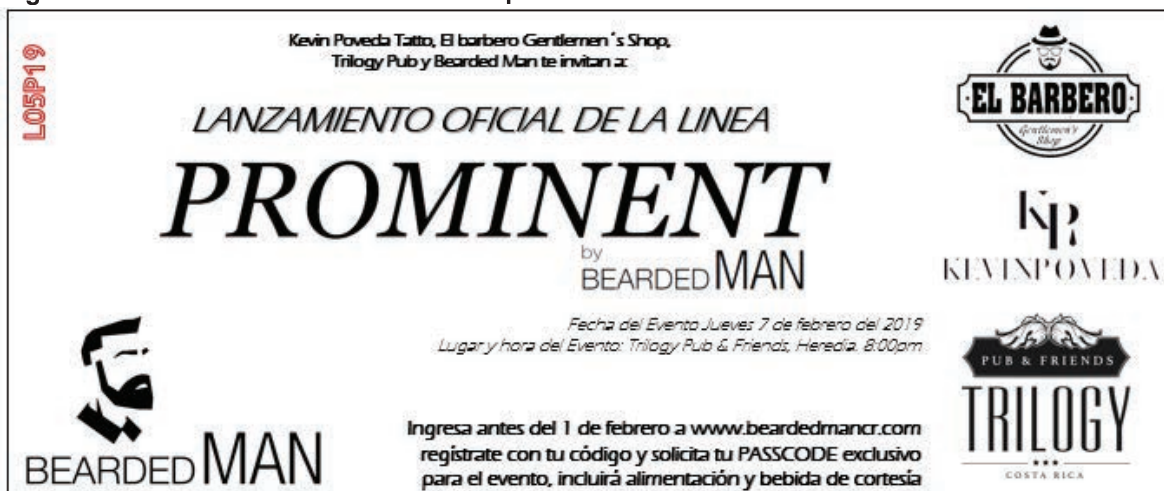 L05P19
Kevin Poveda Tatto, El barbero Gentlemen´s Shop,
Trilogy Pub y Bearded Man te invitan a:
LANZAMIENTO OFICIAL DE LA LINEA
PROMINENT
by
BEARDED MAN
Fecha del Evento Jueves 7 de febrero del 2019
Lugar y hora del Evento: Trilogy Pub & Friends, Heredia. 8:00pm
Ingresa antes del 1 de febrero a www.beardedmancr.com
regístrate con tu código y solicita tu PASSCODE exclusivo
para el evento, incluirá alimentación y bebida de cortesía
BEARDED MAN
EL BARBERO
Gentlemen's
Shop
KP
KEVINPOVEDA
PUB & FRIENDS
TRILOGY
COSTA RICA